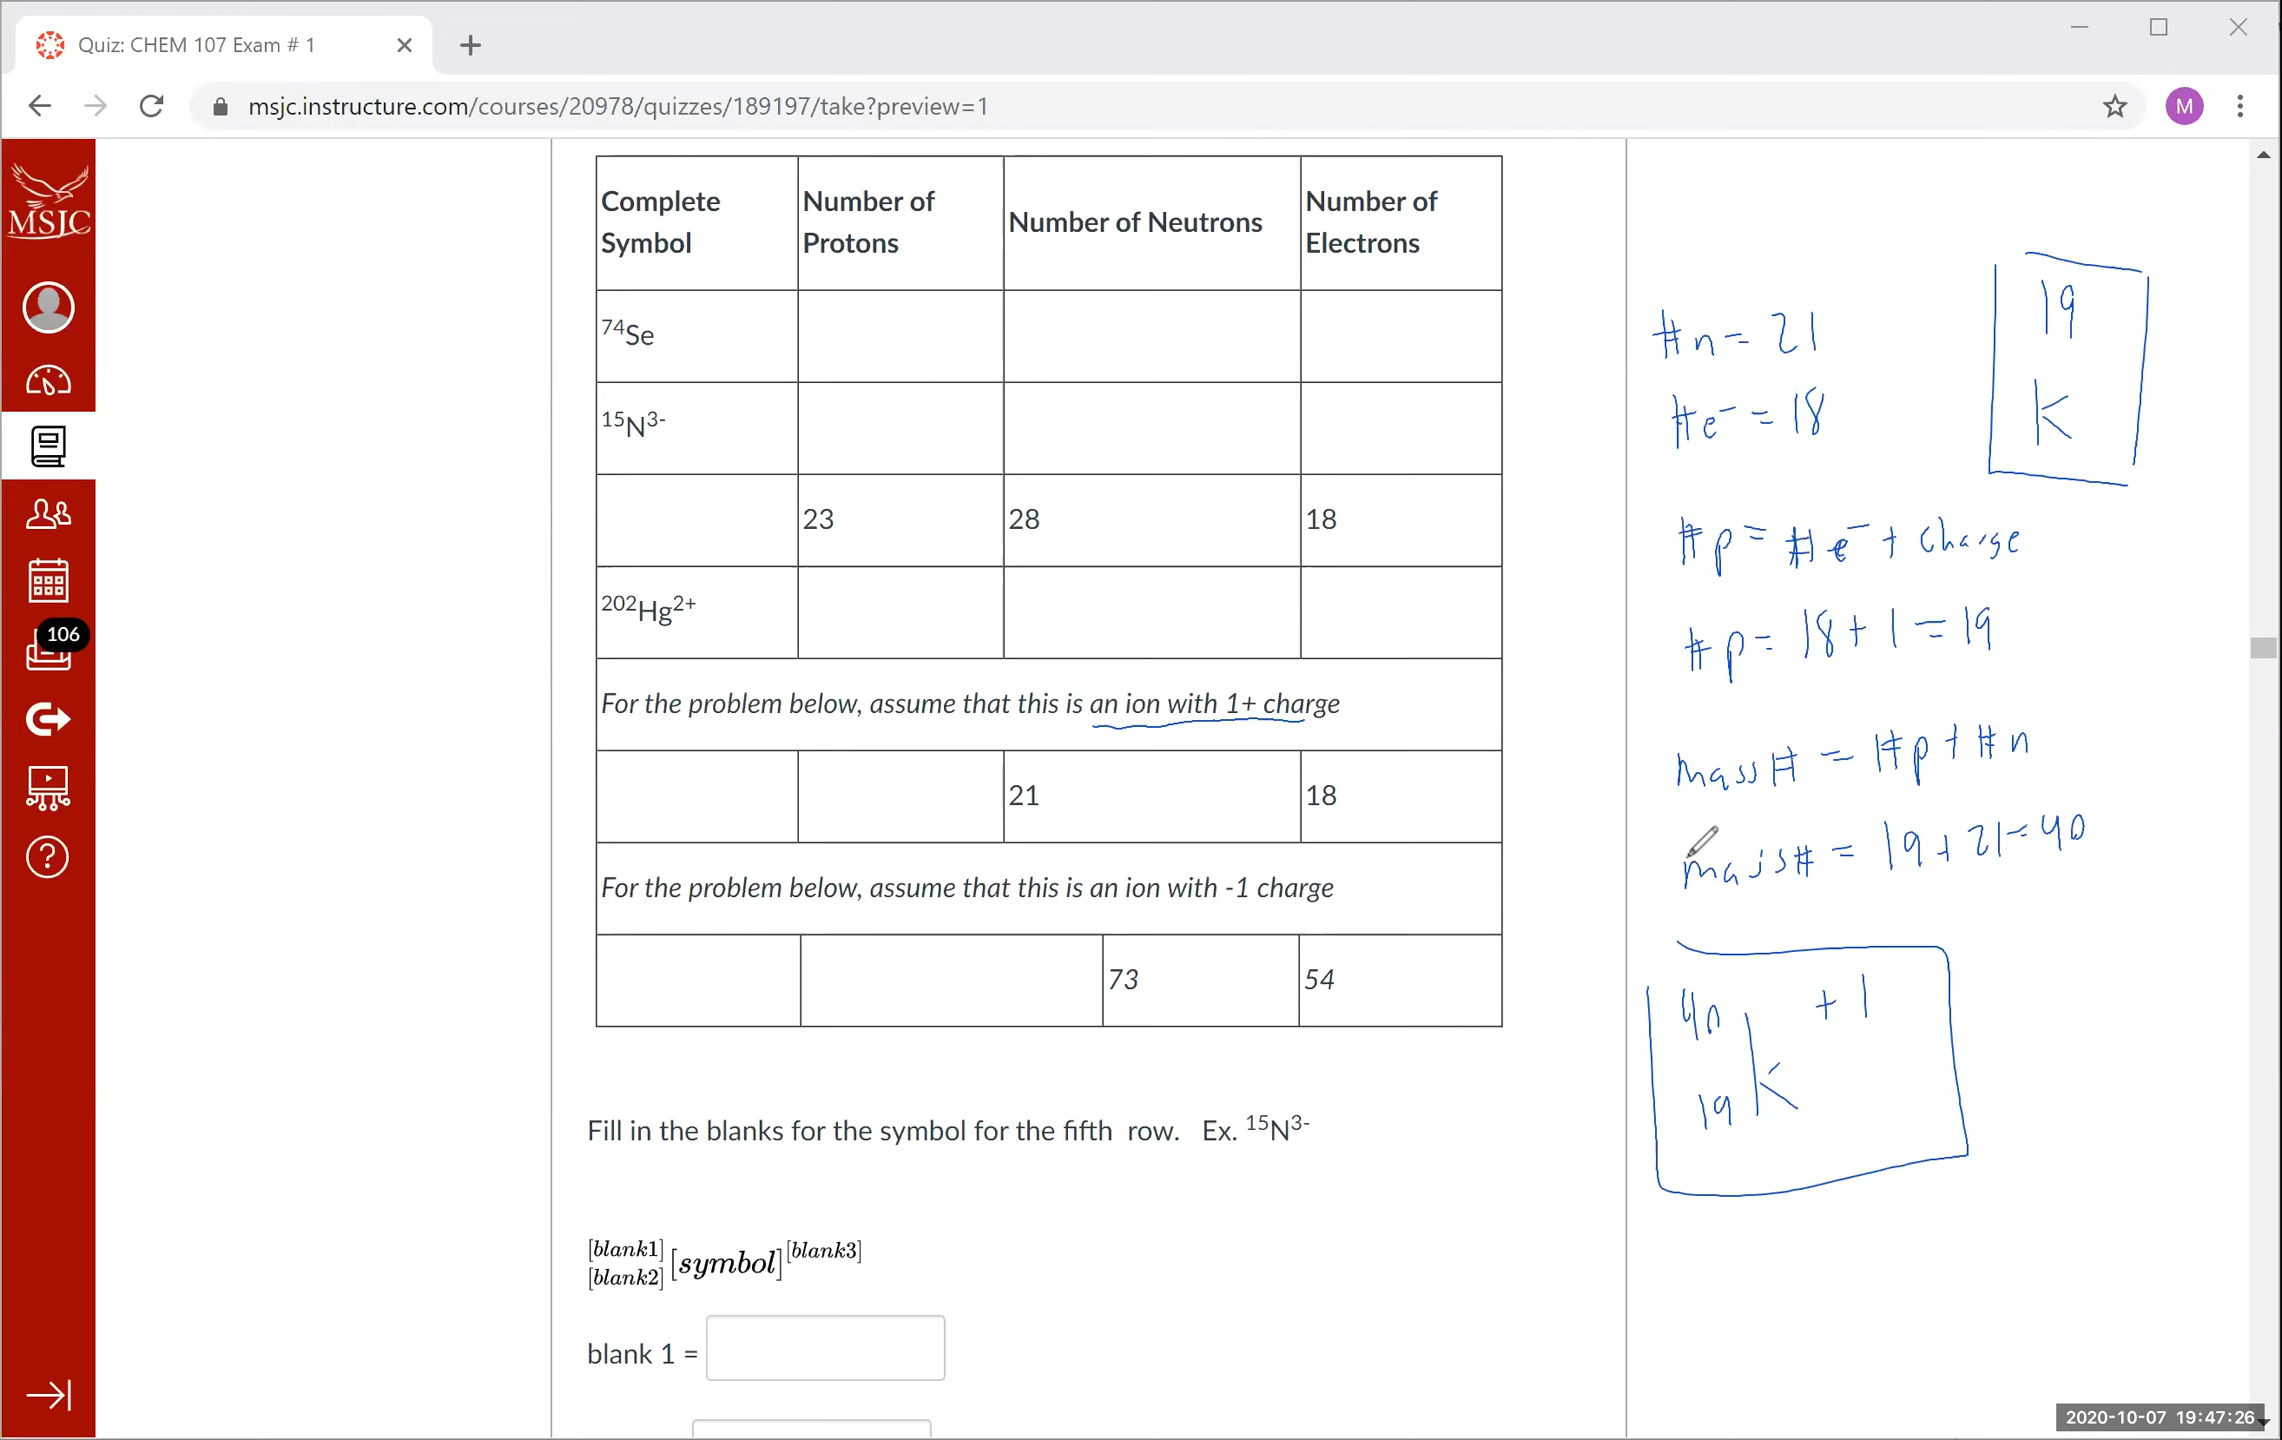 Quiz: CHEM 107 Exam # 1
msjc.instructure.com/courses/20978/quizzes/189197/take?preview=1
M
MSJC
106
Complete Symbol
Number of Protons
Number of Neutrons
Number of Electrons
⁷⁴Se
¹⁵N³⁻
23 28 18
²⁰²Hg²⁺
For the problem below, assume that this is an ion with 1+ charge
21 18
For the problem below, assume that this is an ion with -1 charge
73 54
Fill in the blanks for the symbol for the fifth row. Ex. ¹⁵N³⁻
[blank1]
[blank2] [symbol] [blank3]
blank 1 =
#n = 21
#e⁻ = 18
19
K
#p = #e⁻ + charge
#p = 18 + 1 = 19
mass # = #p + #n
mass # = 19 + 21 = 40
40 +1
19 K
2020-10-07 19:47:26